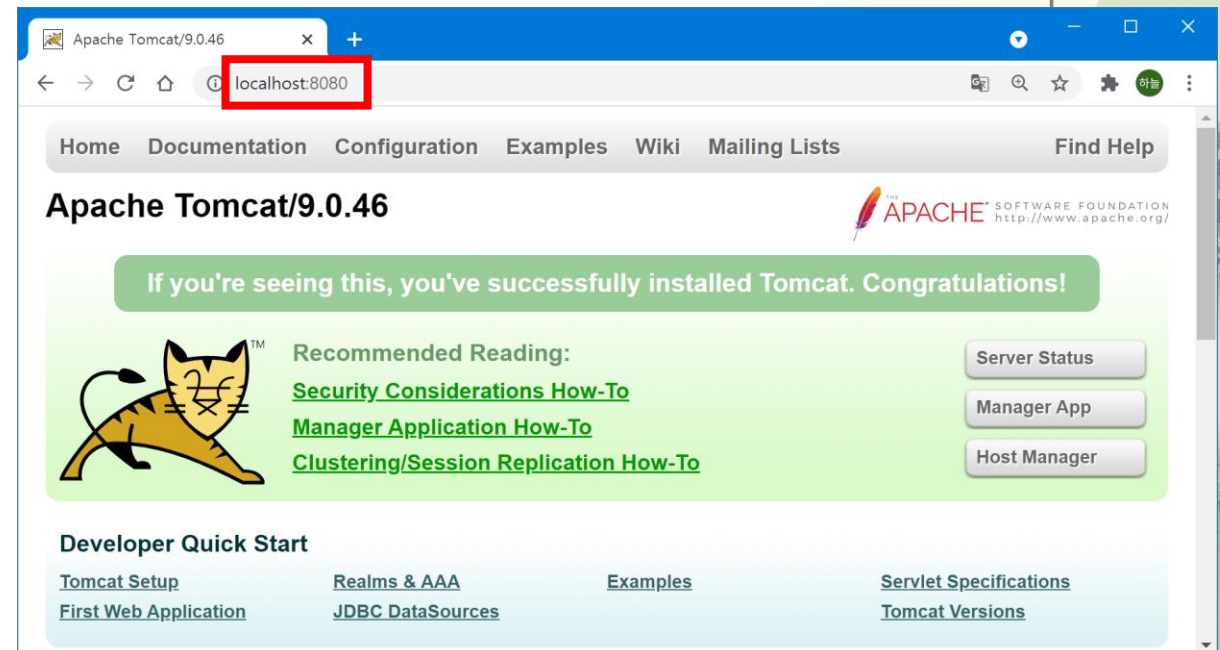 Apache Tomcat/9.0.46
localhost:8080
하늘
Home Documentation Configuration Examples Wiki Mailing Lists Find Help
Apache Tomcat/9.0.46
THE
APACHE SOFTWARE FOUNDATION
http://www.apache.org/
If you're seeing this, you've successfully installed Tomcat. Congratulations!
TM
Recommended Reading:
Security Considerations How-To
Manager Application How-To
Clustering/Session Replication How-To
Server Status
Manager App
Host Manager
Developer Quick Start
Tomcat Setup Realms & AAA Examples Servlet Specifications
First Web Application JDBC DataSources Tomcat Versions